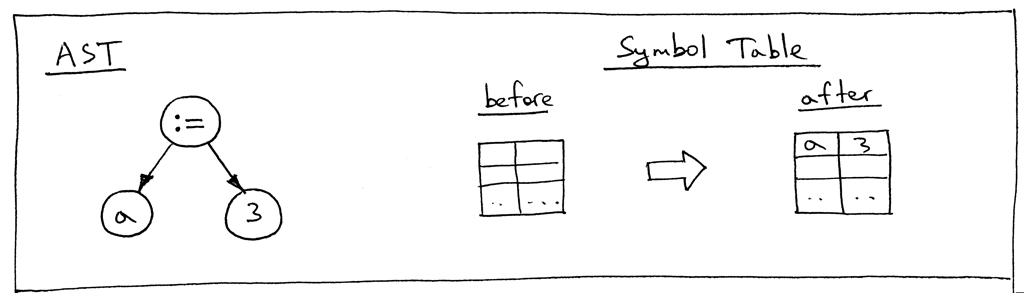 AST
Symbol Table
before
after
:=
a
3
a 3
.. ...
.. ..